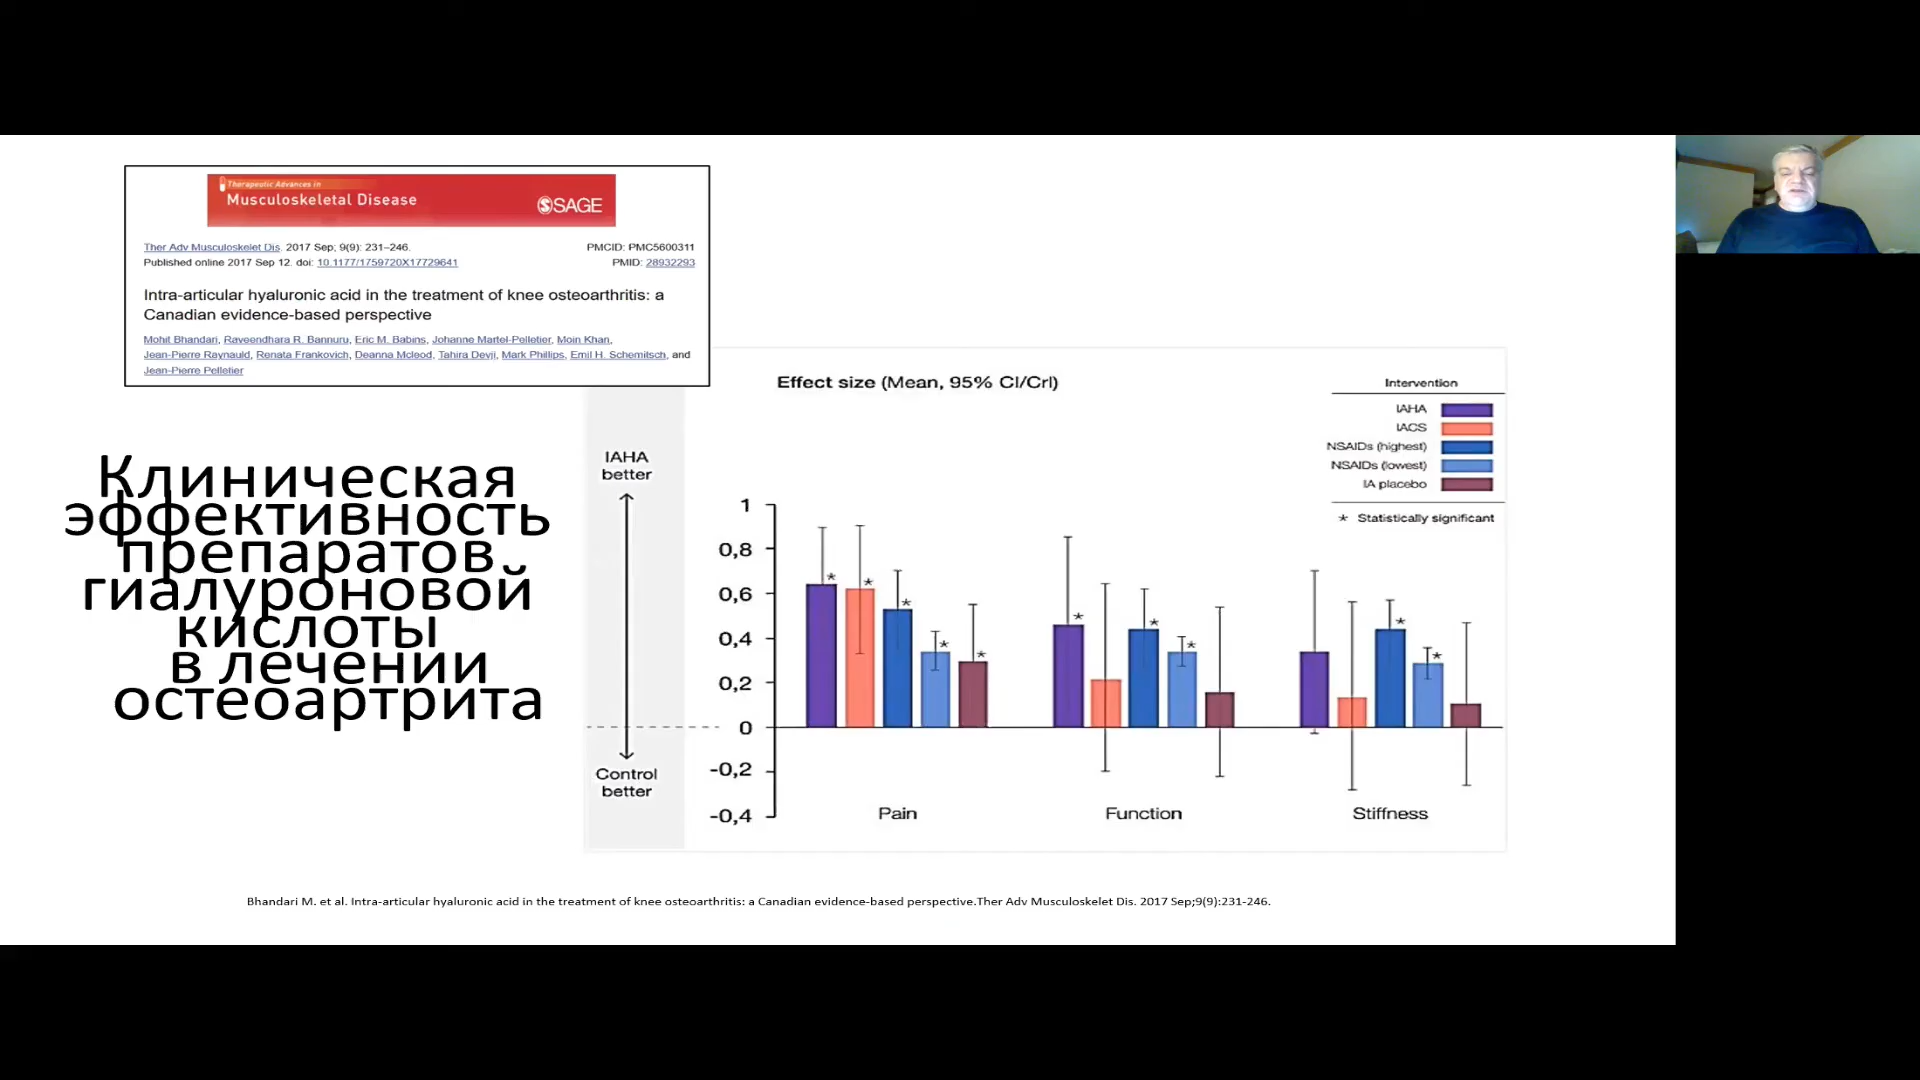 Therapeutic Advances in
Musculoskeletal Disease
SAGE
Ther Adv Musculoskelet Dis. 2017 Sep; 9(9): 231–246.
PMCID: PMC5600311
Published online 2017 Sep 12. doi: 10.1177/1759720X17729641
PMID: 28932293
Intra-articular hyaluronic acid in the treatment of knee osteoarthritis: a
Canadian evidence-based perspective
Mohit Bhandari, Raveendhara R. Bannuru, Eric M. Babins, Johanne Martel-Pelletier, Moin Khan,
Jean-Pierre Raynauld, Renata Frankovich, Deanna Mcleod, Tahira Devji, Mark Phillips, Emil H. Schemitsch, and
Jean-Pierre Pelletier
Клиническая
эффективность
препаратов
гиалуроновой
кислоты
в лечении
остеоартрита
Effect size (Mean, 95% CI/CrI)
Intervention
IAHA
IACS
NSAIDs (highest)
NSAIDs (lowest)
IA placebo
* Statistically significant
IAHA
better
Control
better
1
0,8
0,6
0,4
0,2
0
-0,2
-0,4
* * * * *
* * *
* *
Pain
Function
Stiffness
Bhandari M. et al. Intra-articular hyaluronic acid in the treatment of knee osteoarthritis: a Canadian evidence-based perspective.Ther Adv Musculoskelet Dis. 2017 Sep;9(9):231-246.